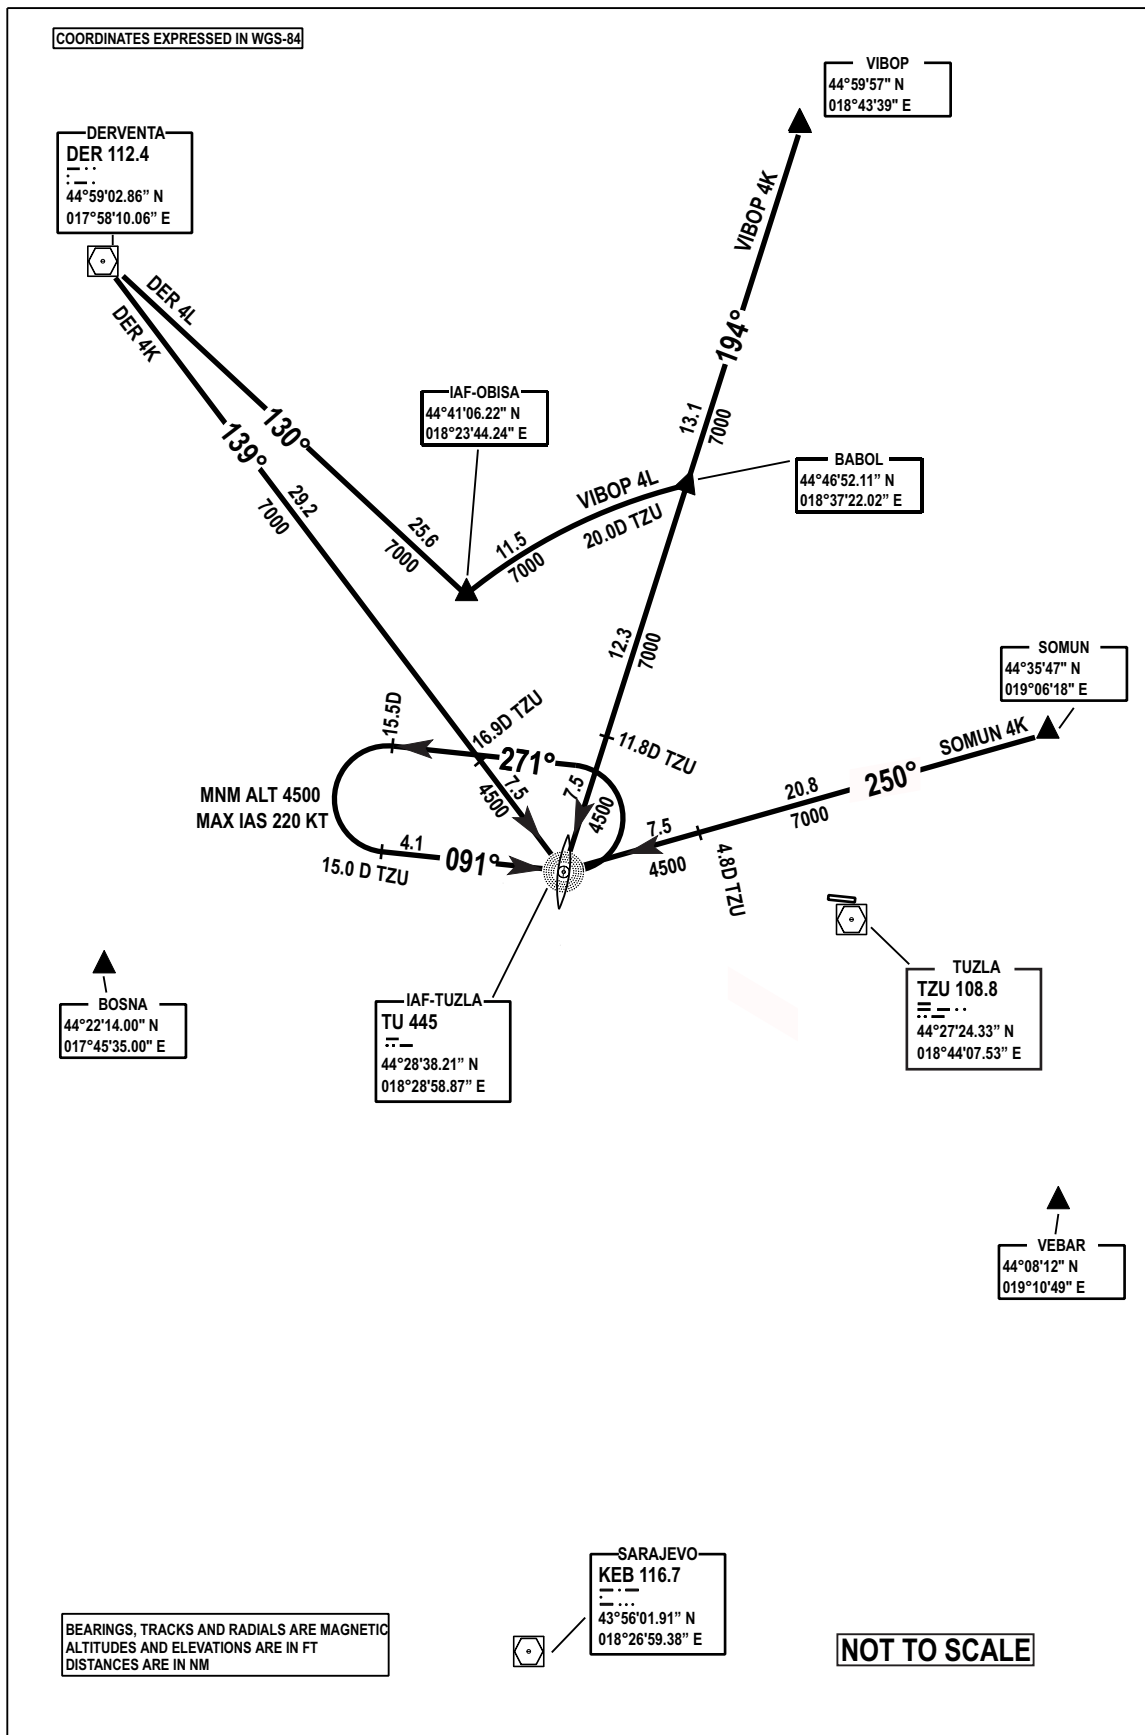 COORDINATES EXPRESSED IN WGS-84
VIBOP
44°59'57" N
018°43'39" E
DERVENTA
DER 112.4
44°59'02.86” N
017°58'10.06” E
VIBOP 4K
194°
13.1
7000
DER 4L
DER 4K
130°
139°
29.2
7000
25.6
7000
IAF-OBISA
44°41'06.22" N
018°23'44.24" E
BABOL
44°46'52.11” N
018°37'22.02” E
VIBOP 4L
20.0D TZU
11.5
7000
12.3
7000
SOMUN
44°35'47" N
019°06'18" E
SOMUN 4K
250°
20.8
7000
15.5D
16.9D TZU
271°
11.8D TZU
7.5
4500
7.5
4500
7.5
4500
4.8D TZU
MNM ALT 4500
MAX IAS 220 KT
4.1
091°
15.0 D TZU
BOSNA
44°22'14.00" N
017°45'35.00" E
IAF-TUZLA
TU 445
44°28'38.21” N
018°28'58.87” E
TUZLA
TZU 108.8
44°27'24.33” N
018°44'07.53” E
VEBAR
44°08'12" N
019°10'49" E
SARAJEVO
KEB 116.7
43°56'01.91” N
018°26'59.38” E
BEARINGS, TRACKS AND RADIALS ARE MAGNETIC
ALTITUDES AND ELEVATIONS ARE IN FT
DISTANCES ARE IN NM
NOT TO SCALE